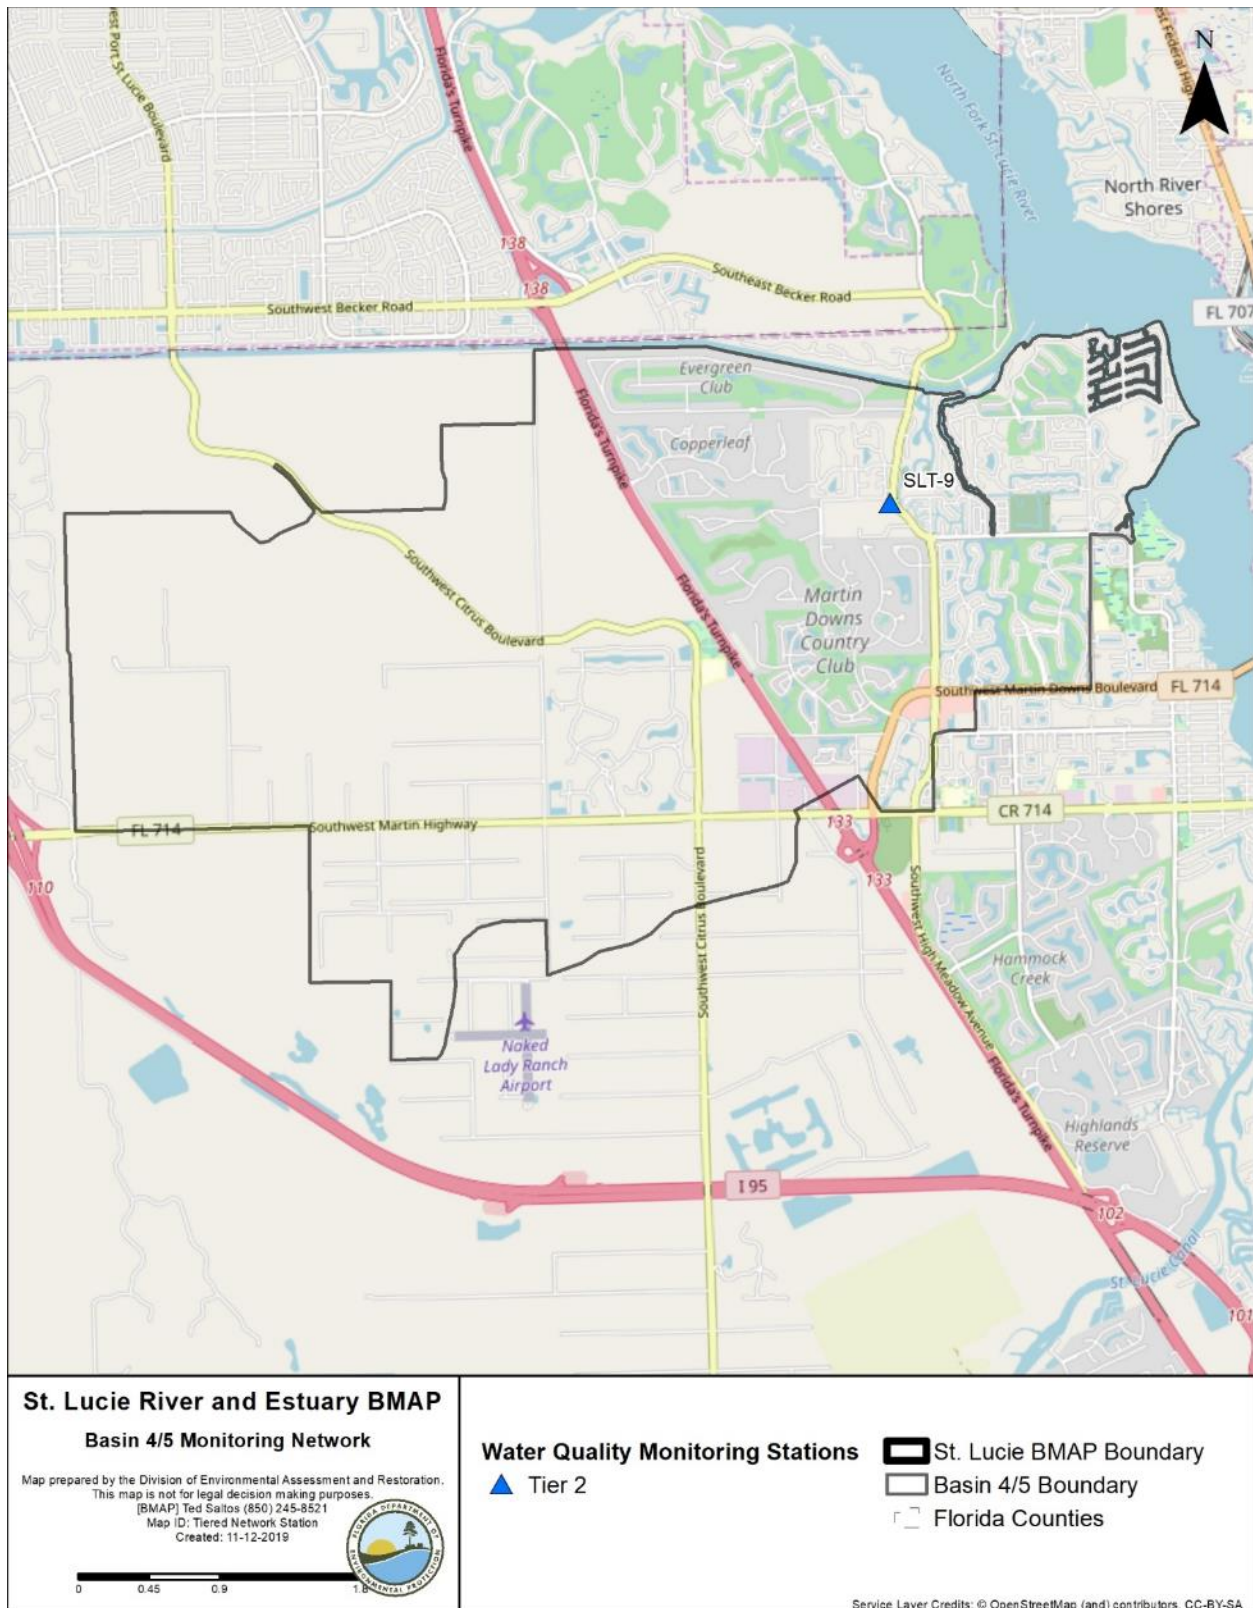 West Port St Lucie Boulevard
Florida's Turnpike
North Fork St. Lucie River
N
North River
Shores
138
138
Southwest Becker Road
Southeast Becker Road
FL 707
Evergreen
Club
Copperleaf
Florida's Turnpike
SLT-9
Southwest Citrus Boulevard
Florida's Turnpike
Martin
Downs
Country
Club
Southwest Martin Downs Boulevard
FL 714
FL 714
Southwest Martin Highway
CR 714
133
133
110
Southwest Citrus Boulevard
Southwest High Meadow Avenue
Hammock
Creek
Naked
Lady Ranch
Airport
Florida's Turnpike
Highlands
Reserve
I 95
102
St. Lucie Canal
101
St. Lucie River and Estuary BMAP
Basin 4/5 Monitoring Network
Map prepared by the Division of Environmental Assessment and Restoration.
This map is not for legal decision making purposes.
[BMAP] Ted Saltos (850) 245-8521
Map ID: Tiered Network Station
Created: 11-12-2019
FLORIDA DEPARTMENT OF
ENVIRONMENTAL PROTECTION
0 0.45 0.9 1.8
Water Quality Monitoring Stations
Tier 2
St. Lucie BMAP Boundary
Basin 4/5 Boundary
Florida Counties
Service Layer Credits: © OpenStreetMap (and) contributors, CC-BY-SA